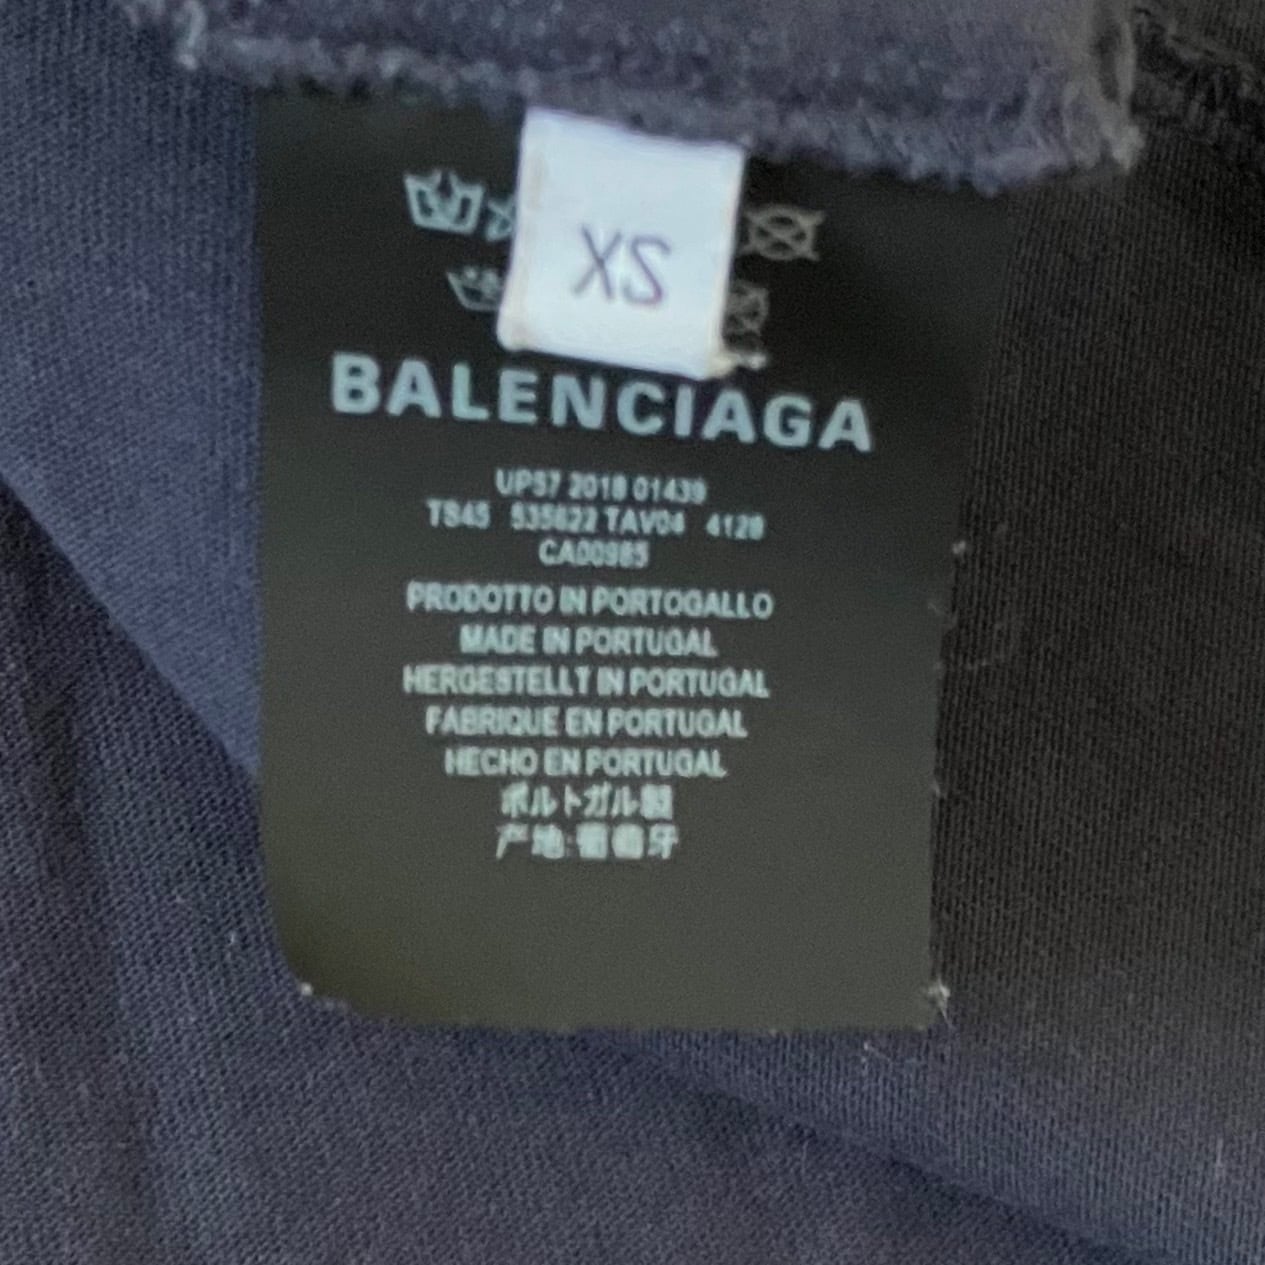 XS
BALENCIAGA
UPS7 2018 01439
TS45 535622 TAV04 4128
CA00985
PRODOTTO IN PORTOGALLO
MADE IN PORTUGAL
HERGESTELLT IN PORTUGAL
FABRIQUE EN PORTUGAL
HECHO EN PORTUGAL
ポルトガル製
产地:葡萄牙